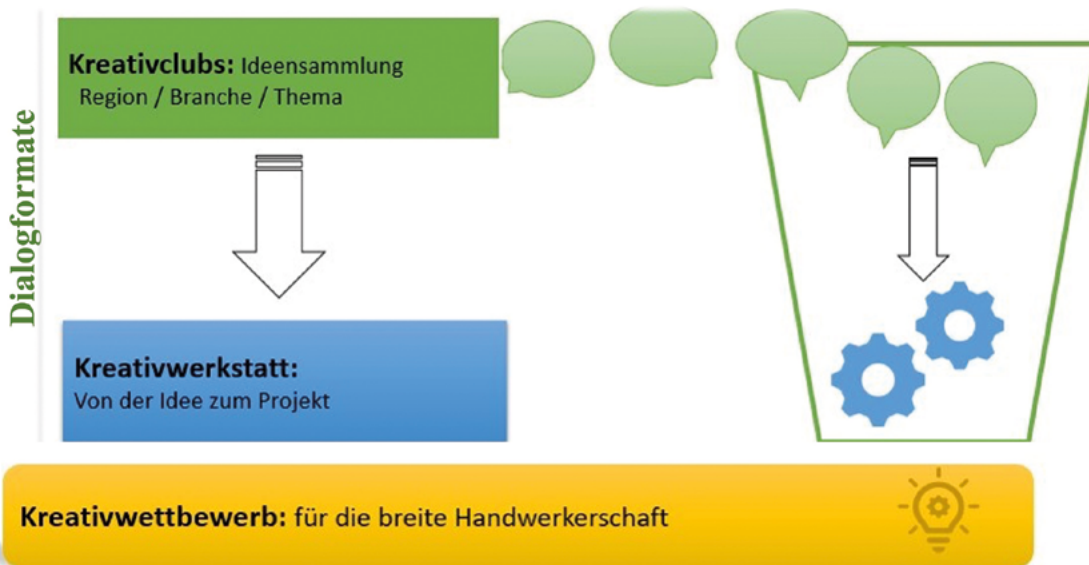 Dialogformate
Kreativclubs: Ideensammlung
Region / Branche / Thema
Kreativwerkstatt:
Von der Idee zum Projekt
Kreativwettbewerb: für die breite Handwerkerschaft